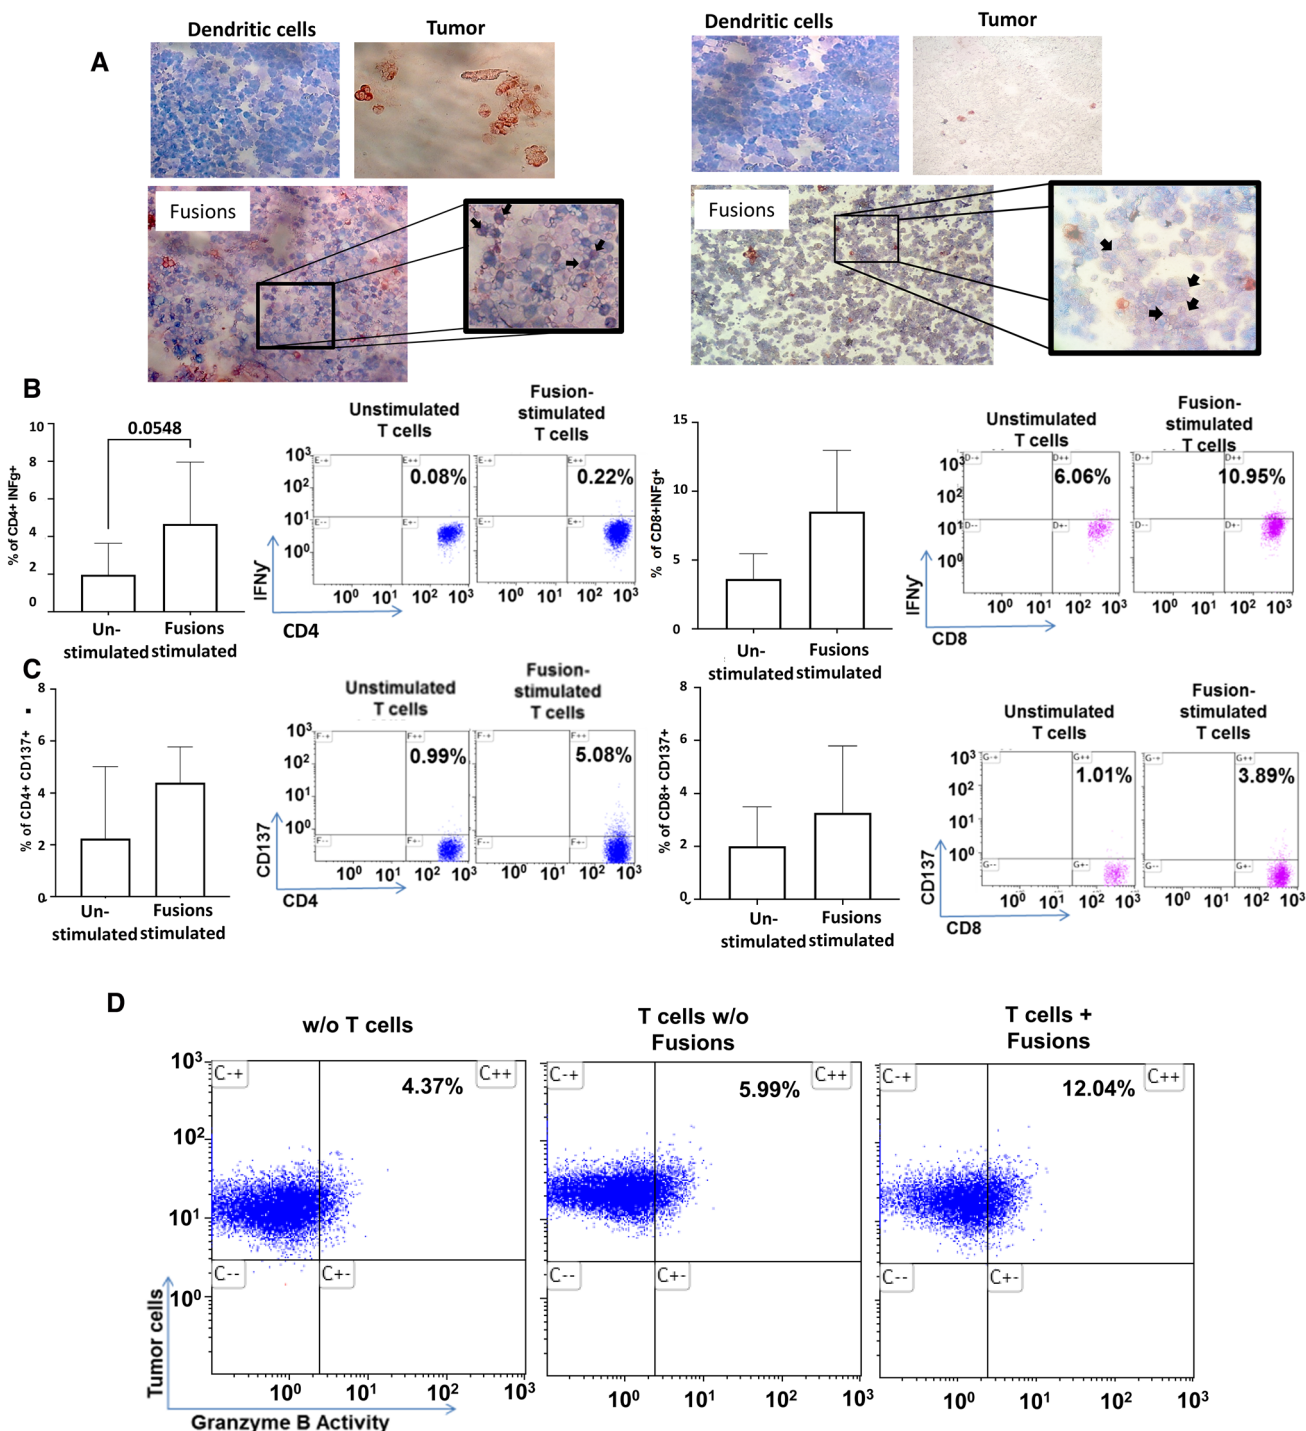 A
Dendritic cells
Tumor
Dendritic cells
Tumor
Fusions
Fusions
B
10
8
6
4
2
0
% of CD4+ INFg+
0.0548
Un-
stimulated
Fusions
stimulated
Unstimulated
T cells
Fusion-
stimulated
T cells
10³
10²
10¹
10⁰
E-+
E++
0.08%
E--
E+-
E-+
E++
0.22%
E--
E+-
10⁰ 10¹ 10² 10³
10⁰ 10¹ 10² 10³
IFNγ
CD4
15
10
5
0
% of CD8+INFg+
Un-
stimulated
Fusions
stimulated
Unstimulated
T cells
Fusion-
stimulated
T cells
10³
10²
10¹
10⁰
D-+
D++
6.06%
D--
D+-
D-+
D++
10.95%
D--
D+-
10⁰ 10¹ 10² 10³
10⁰ 10¹ 10² 10³
IFNγ
CD8
C
8
6
4
2
0
% of CD4+ CD137+
Un-
stimulated
Fusions
stimulated
Unstimulated
T cells
Fusion-
stimulated
T cells
10³
10²
10¹
10⁰
F-+
F++
0.99%
F--
F+-
F-+
F++
5.08%
F--
F+-
10⁰ 10¹ 10² 10³
10⁰ 10¹ 10² 10³
CD137
CD4
8
6
4
2
0
% of CD8+ CD137+
Un-
stimulated
Fusions
stimulated
Unstimulated
T cells
Fusion-
stimulated
T cells
10³
10²
10¹
10⁰
G-+
G++
1.01%
G--
G+-
G-+
G++
3.89%
G--
G+-
10⁰ 10¹ 10² 10³
10⁰ 10¹ 10² 10³
CD137
CD8
D
w/o T cells
T cells w/o
Fusions
T cells +
Fusions
10³
10²
10¹
10⁰
C-+
4.37%
C++
C--
C+-
C-+
5.99%
C++
C--
C+-
C-+
12.04%
C++
C--
C+-
10⁰ 10¹ 10² 10³
10⁰ 10¹ 10² 10³
10⁰ 10¹ 10² 10³
Tumor cells
Granzyme B Activity